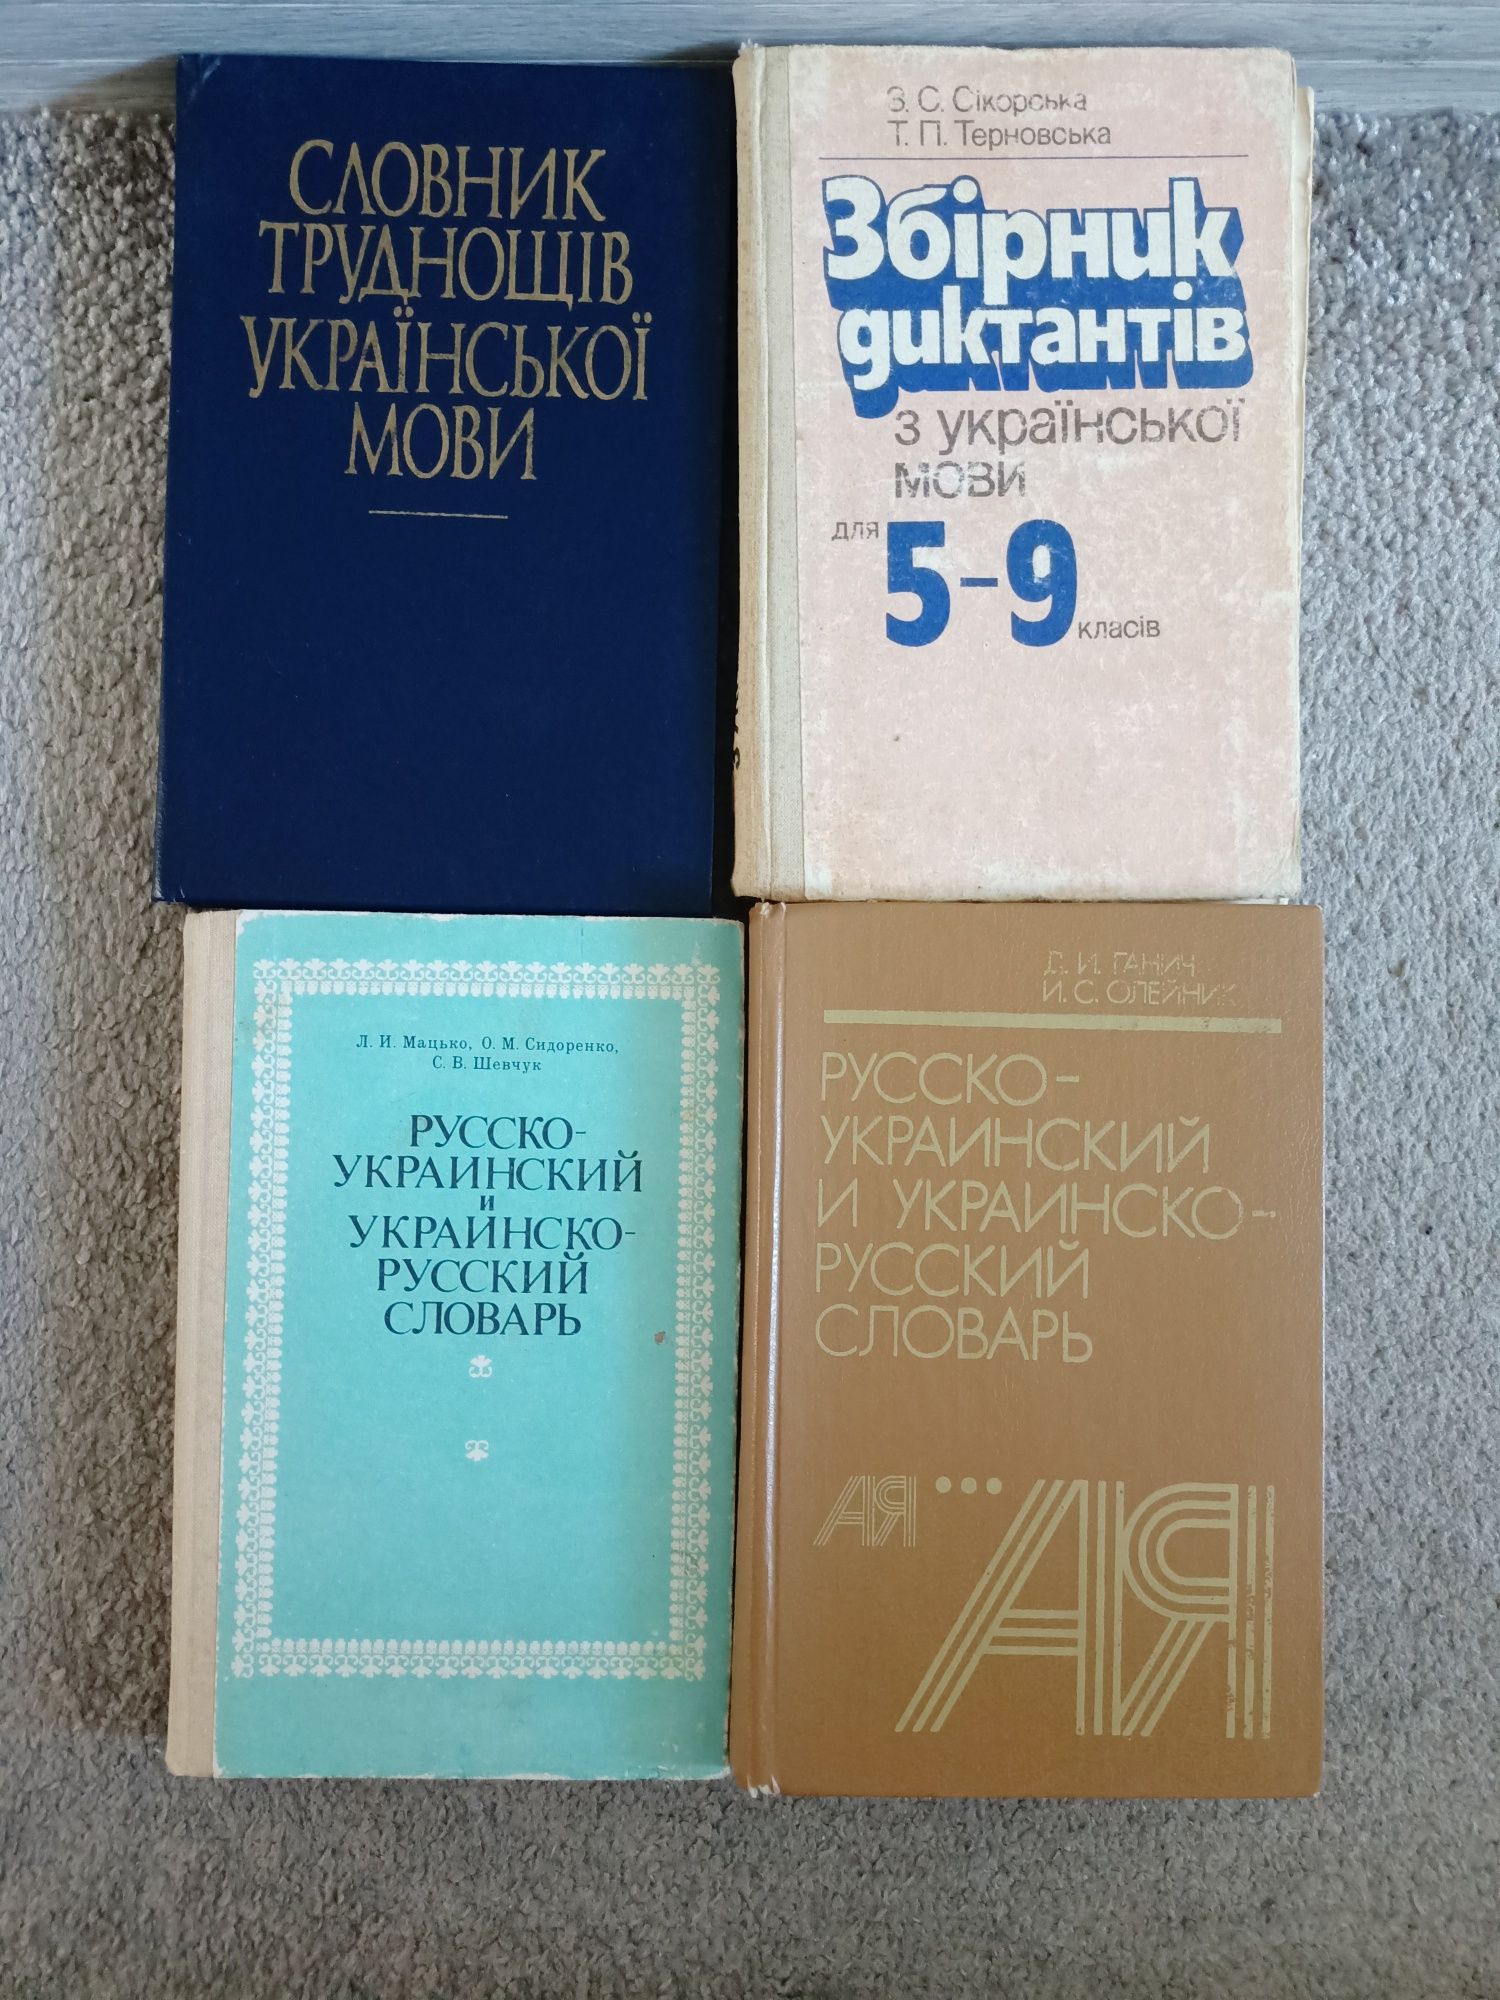 СЛОВНИК
ТРУДНОЩІВ
УКРАЇНСЬКОЇ
МОВИ
З. С. Сікорська
Т. П. Терновська
Збірник
диктантів
з української
мови
для 5–9 класів
Л. И. Мацько, О. М. Сидоренко,
С. В. Шевчук
РУССКО-
УКРАИНСКИЙ
И
УКРАИНСКО-
РУССКИЙ
СЛОВАРЬ
Д. И. ГАНИЧ
И. С. ОЛЕЙНИК
РУССКО-
УКРАИНСКИЙ
И УКРАИНСКО-
РУССКИЙ
СЛОВАРЬ
АЯ...АЯ